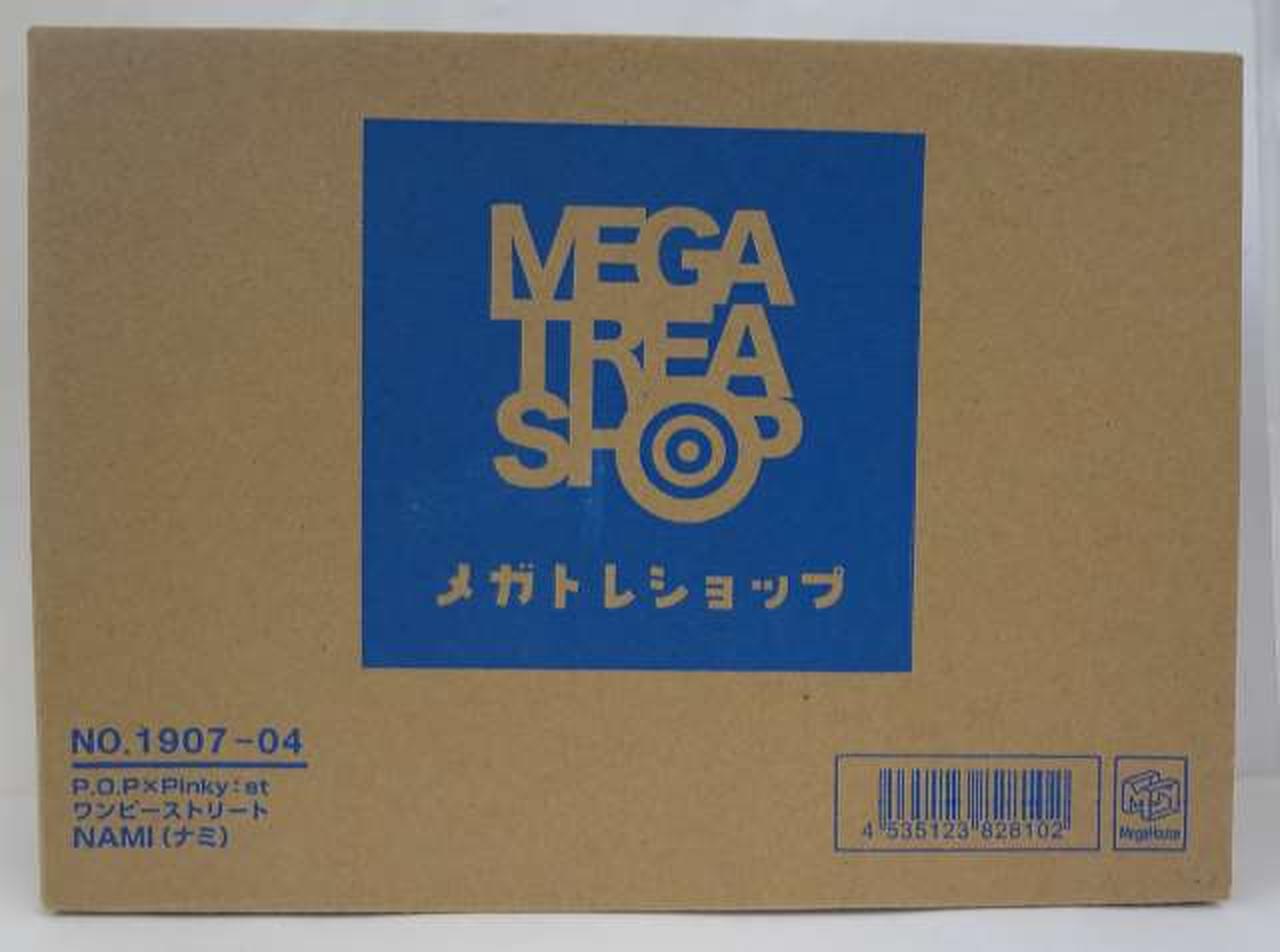 MEGA
TREA
SHOP
メガトレショップ
NO.1907-04
P.O.P×Pinky:st
ワンピーストリート
NAMI(ナミ)
4 535123 828102
MegaHouse